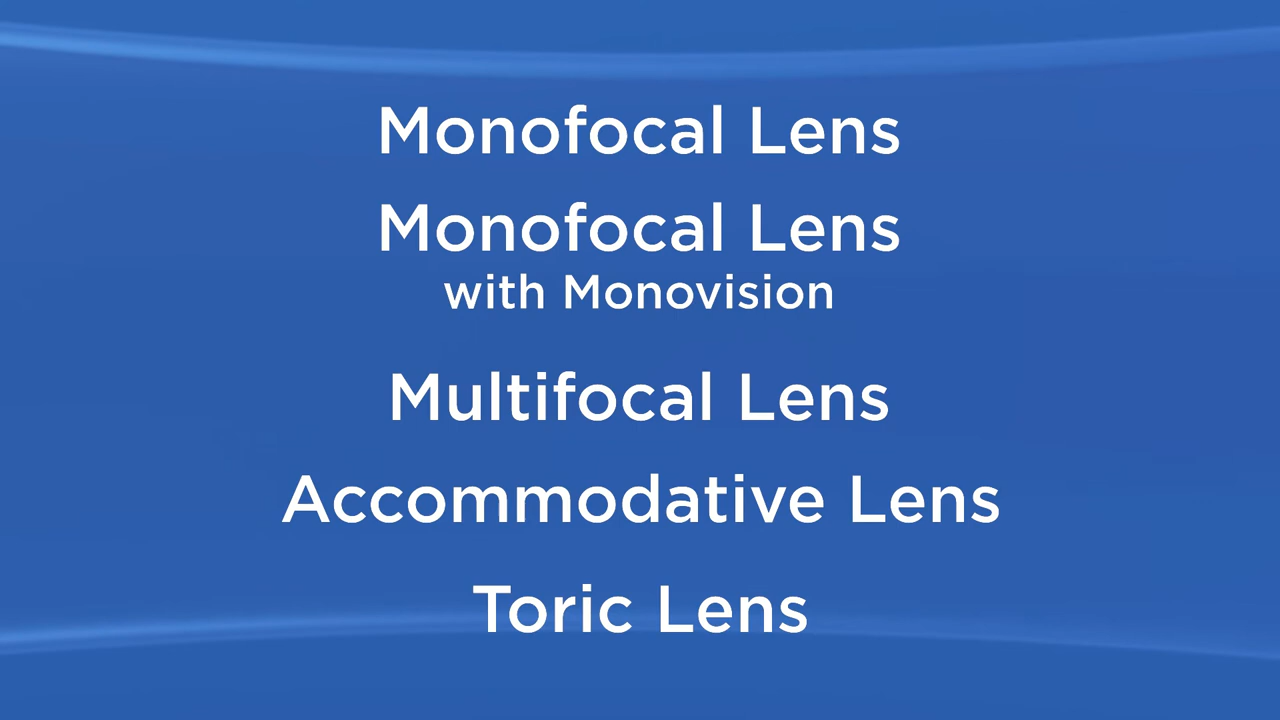 Monofocal Lens
Monofocal Lens
with Monovision
Multifocal Lens
Accommodative Lens
Toric Lens